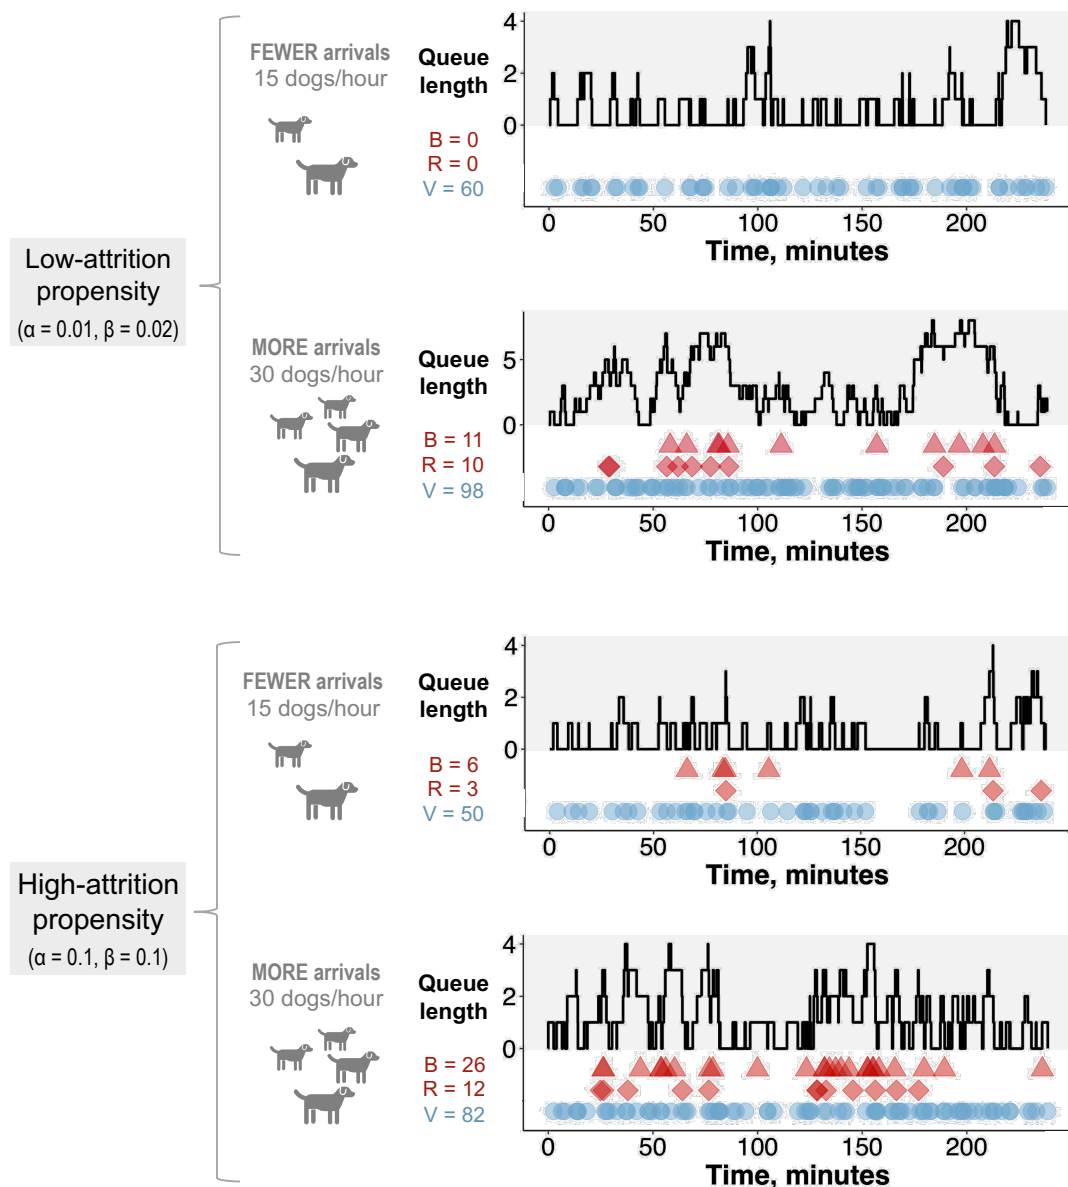 FEWER arrivals
15 dogs/hour
Queue
length
B = 0
R = 0
V = 60
4
2
0
0 50 100 150 200
Time, minutes
Low-attrition
propensity
(α = 0.01, β = 0.02)
MORE arrivals
30 dogs/hour
Queue
length
B = 11
R = 10
V = 98
5
0
0 50 100 150 200
Time, minutes
FEWER arrivals
15 dogs/hour
Queue
length
B = 6
R = 3
V = 50
4
2
0
0 50 100 150 200
Time, minutes
High-attrition
propensity
(α = 0.1, β = 0.1)
MORE arrivals
30 dogs/hour
Queue
length
B = 26
R = 12
V = 82
4
2
0
0 50 100 150 200
Time, minutes